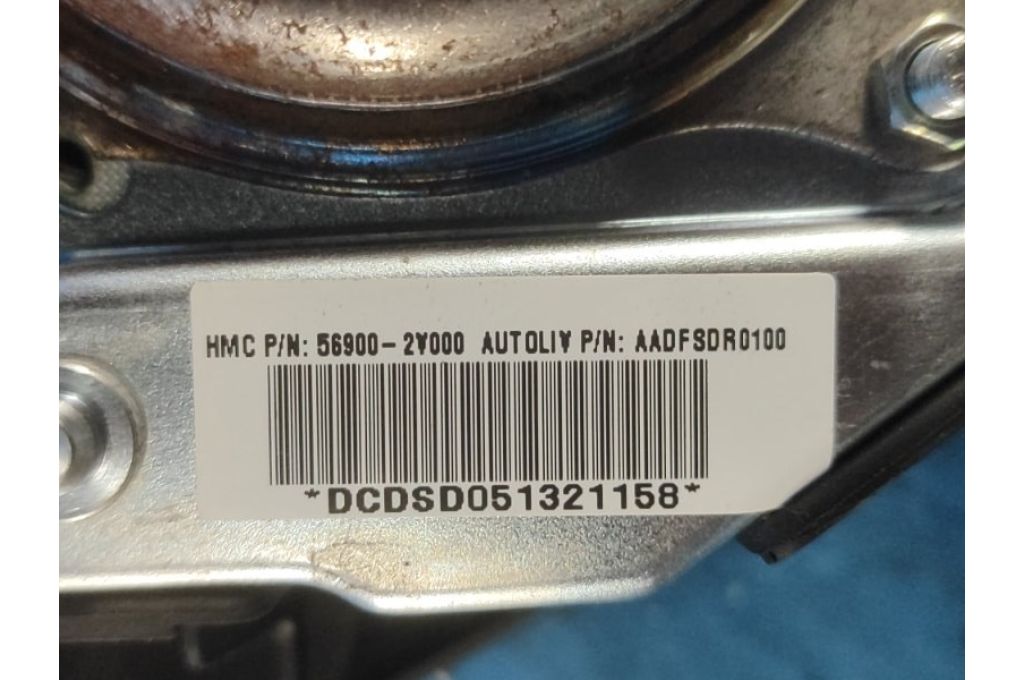 HMC P/N: 56900-2V000 AUTOLIV P/N: AADFSDR0100
*DCDSD051321158*